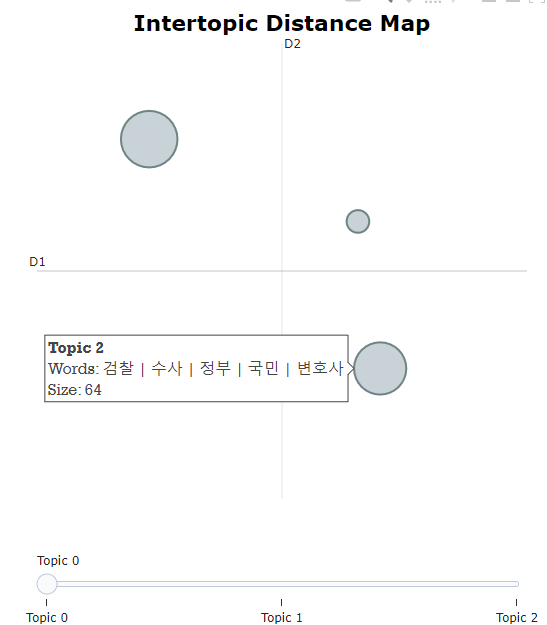 Intertopic Distance Map
D2
D1
Topic 2
Words: 검찰 | 수사 | 정부 | 국민 | 변호사
Size: 64
Topic 0
Topic 0 Topic 1 Topic 2